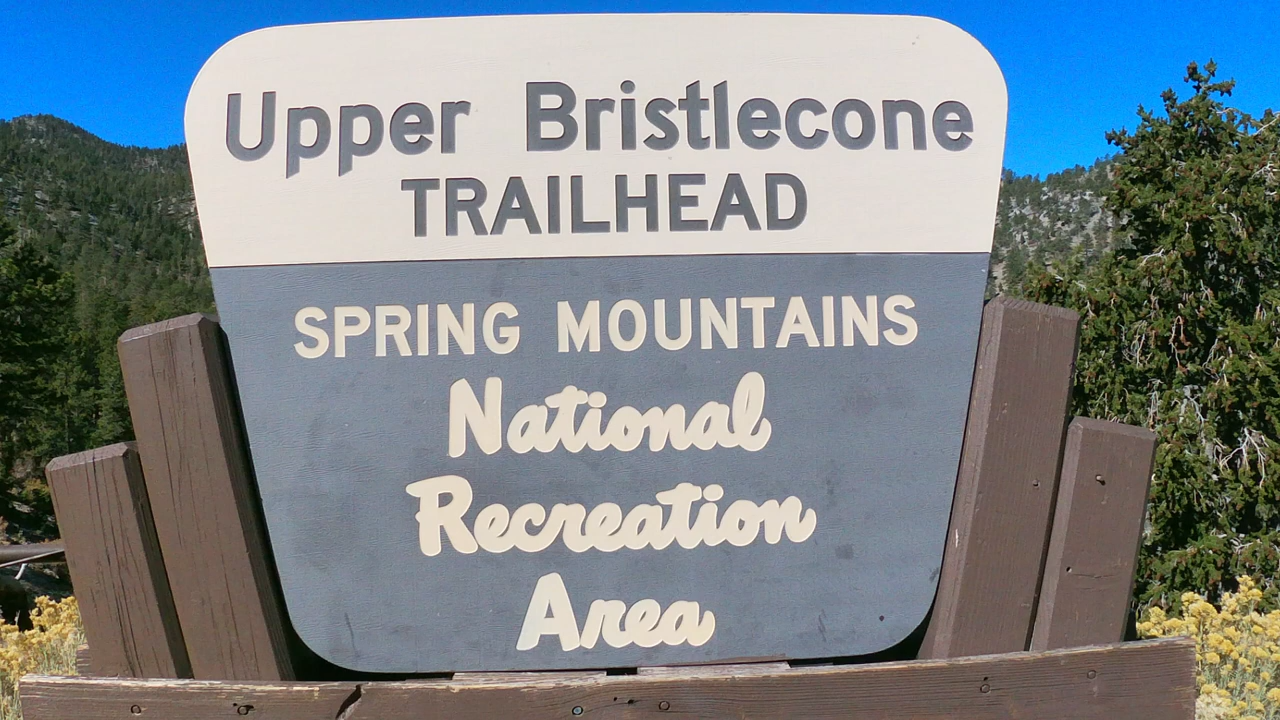 Upper Bristlecone
TRAILHEAD
SPRING MOUNTAINS
National
Recreation
Area